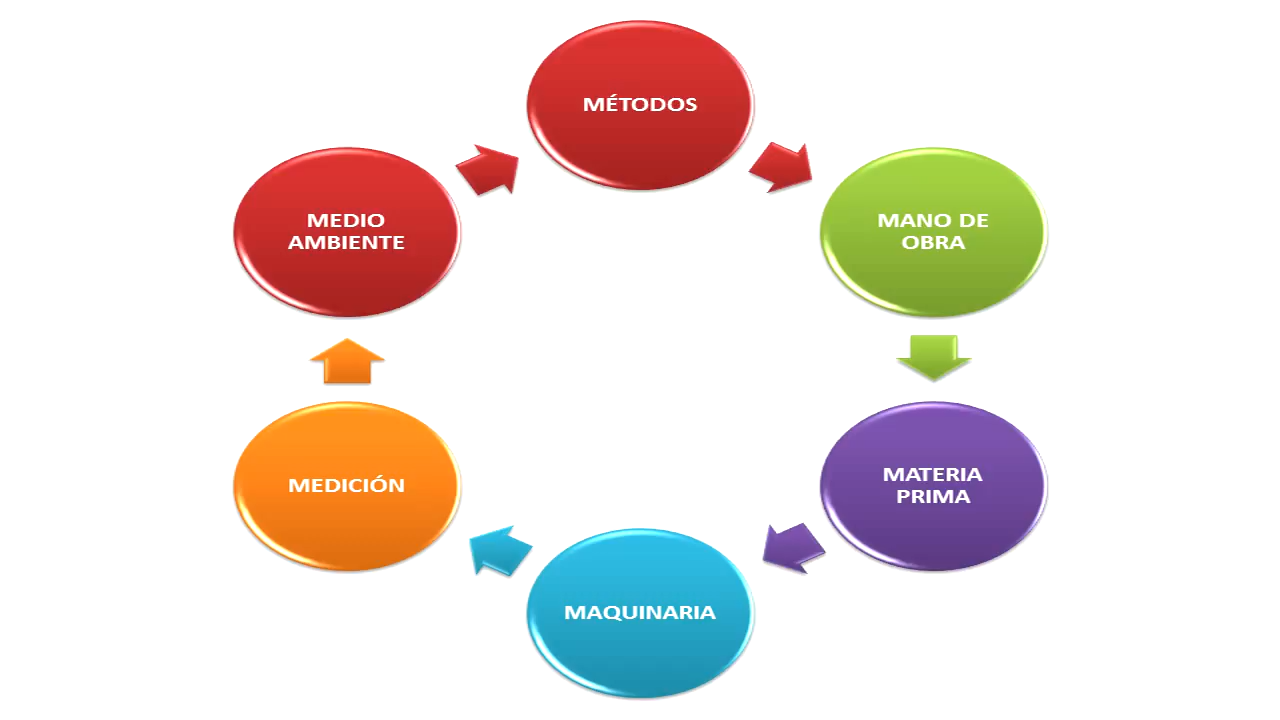 MÉTODOS
MANO DE
OBRA
MATERIA
PRIMA
MAQUINARIA
MEDICIÓN
MEDIO
AMBIENTE